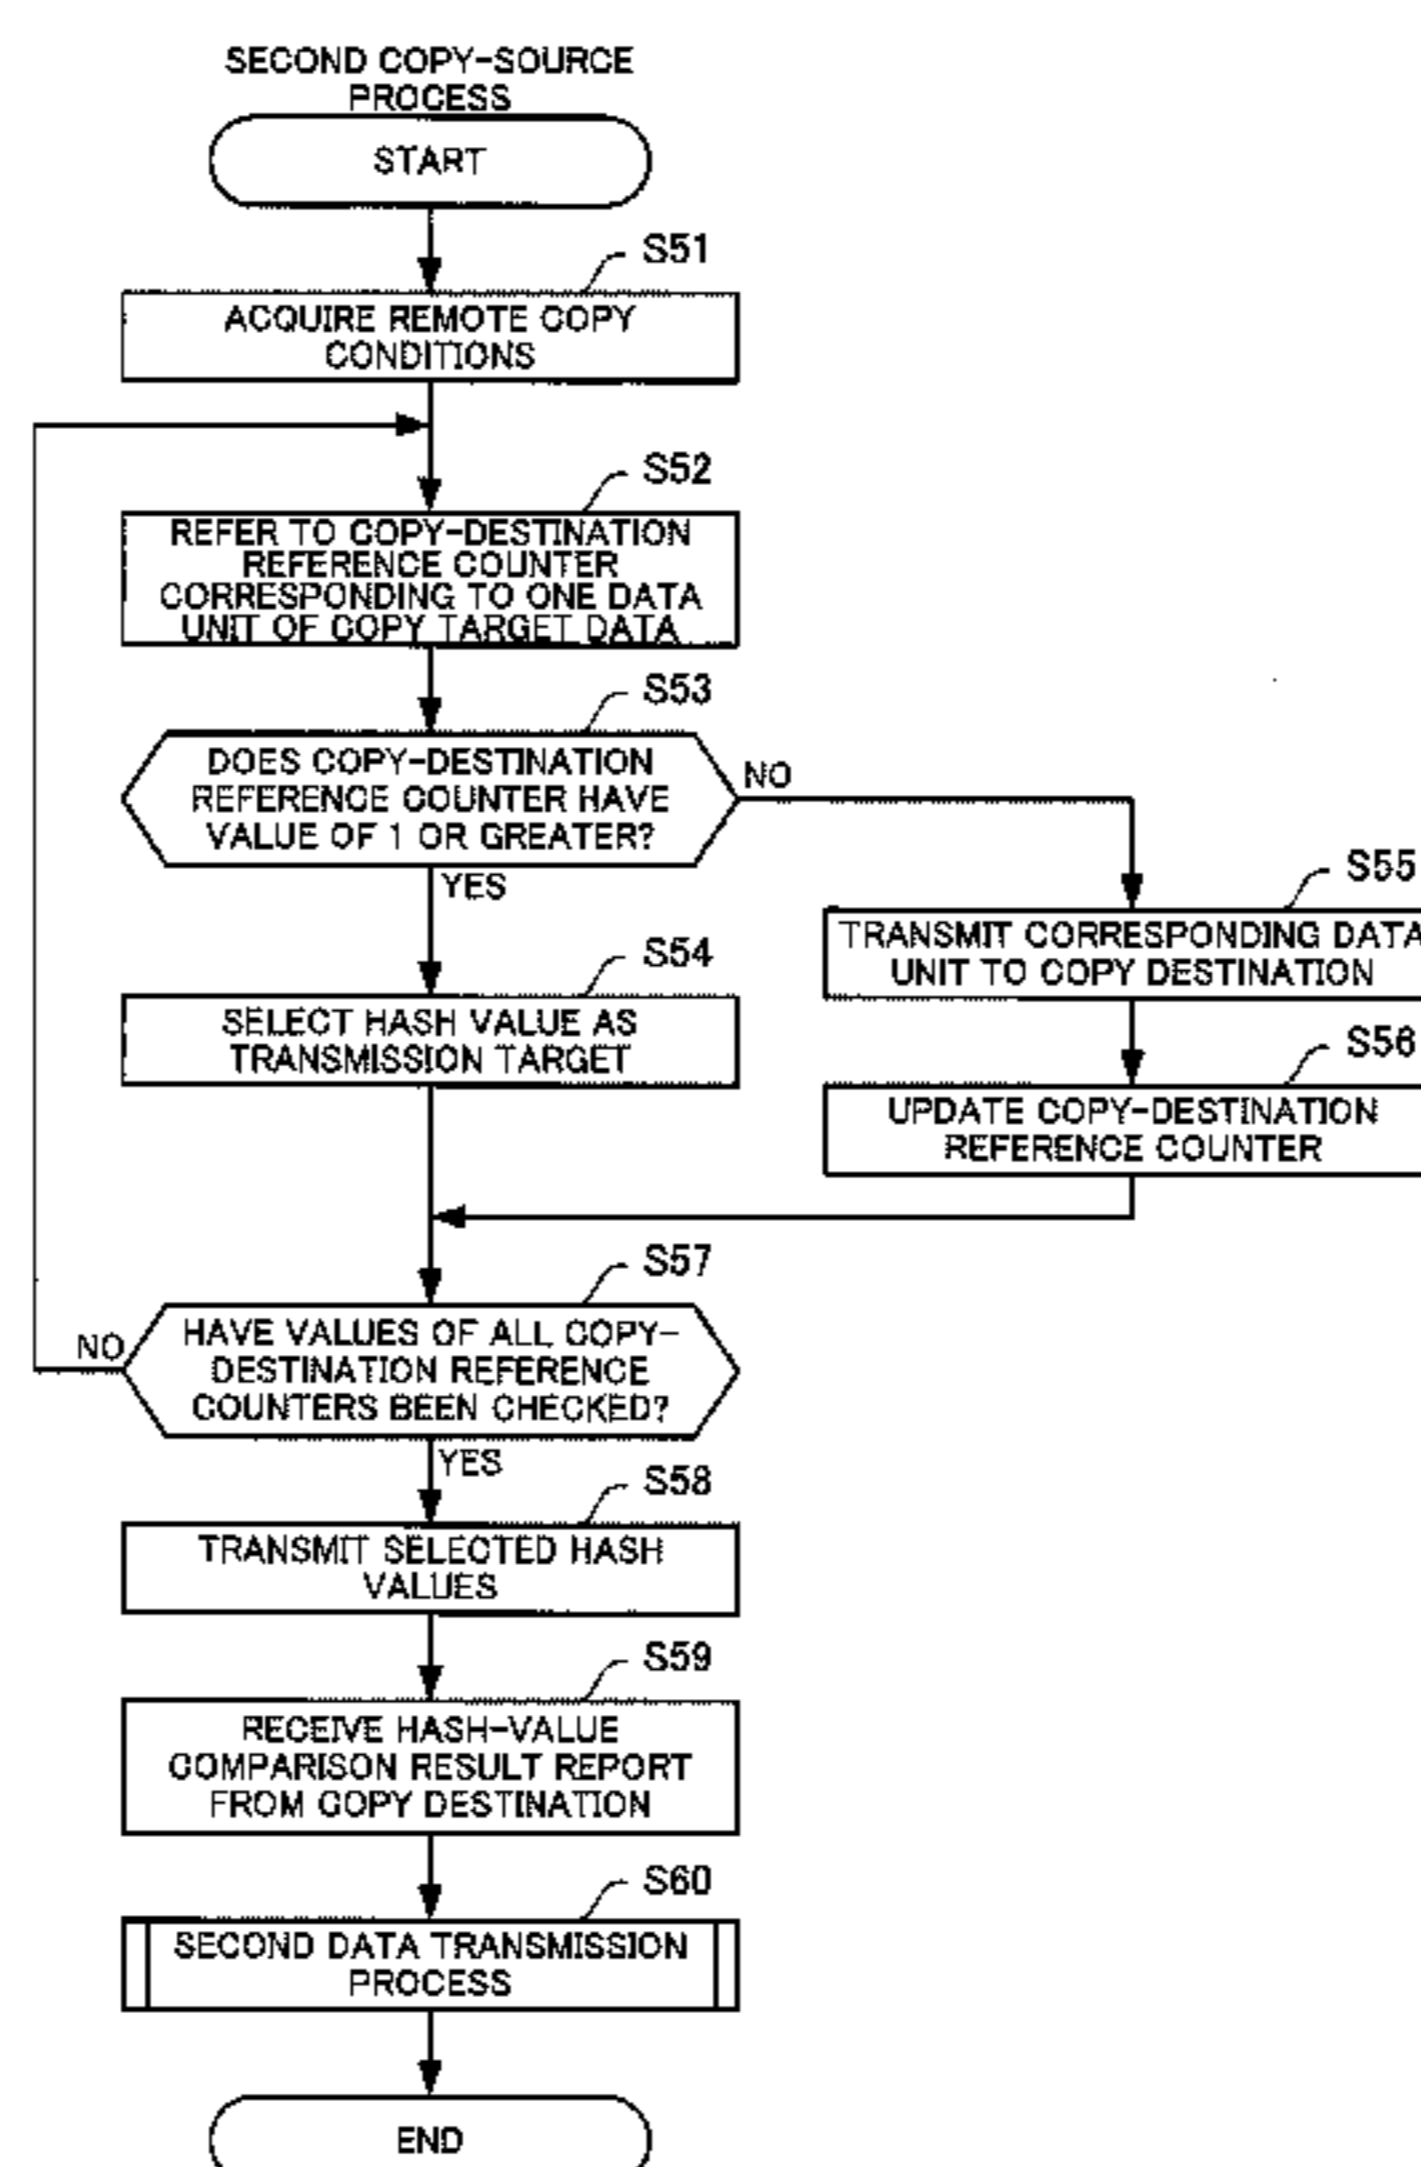 SECOND COPY-SOURCE
PROCESS
START
S51
ACQUIRE REMOTE COPY
CONDITIONS
S52
REFER TO COPY-DESTINATION
REFERENCE COUNTER
CORRESPONDING TO ONE DATA
UNIT OF COPY TARGET DATA
S53
DOES COPY-DESTINATION
REFERENCE COUNTER HAVE
VALUE OF 1 OR GREATER?
NO
YES
S54
SELECT HASH VALUE AS
TRANSMISSION TARGET
S55
TRANSMIT CORRESPONDING DATA
UNIT TO COPY DESTINATION
S56
UPDATE COPY-DESTINATION
REFERENCE COUNTER
S57
HAVE VALUES OF ALL COPY-
DESTINATION REFERENCE
COUNTERS BEEN CHECKED?
NO
YES
S58
TRANSMIT SELECTED HASH
VALUES
S59
RECEIVE HASH-VALUE
COMPARISON RESULT REPORT
FROM COPY DESTINATION
S60
SECOND DATA TRANSMISSION
PROCESS
END